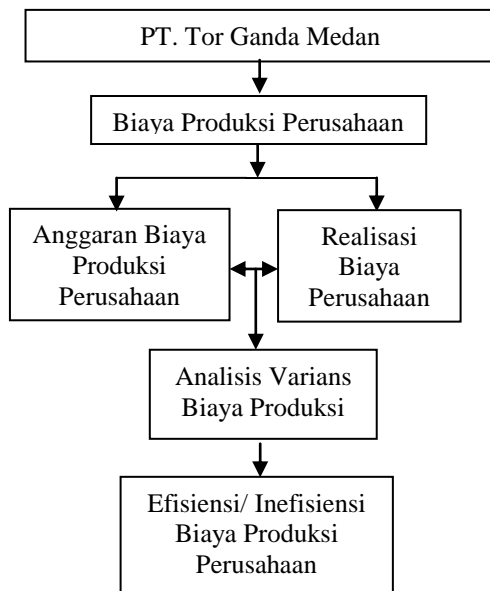 PT. Tor Ganda Medan
Biaya Produksi Perusahaan
Anggaran Biaya
Produksi
Perusahaan
Realisasi
Biaya
Perusahaan
Analisis Varians
Biaya Produksi
Efisiensi/ Inefisiensi
Biaya Produksi
Perusahaan